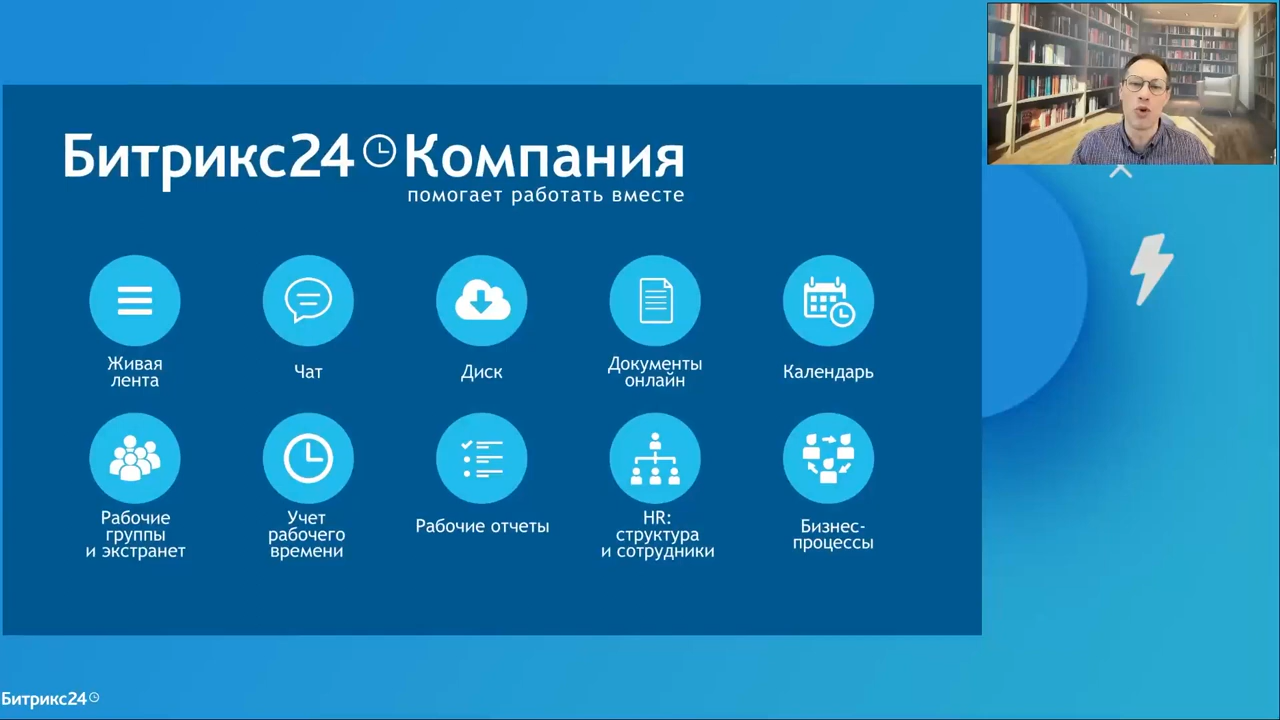 Битрикс24 Компания
помогает работать вместе
Живая
лента
Чат
Диск
Документы
онлайн
Календарь
Рабочие
группы
и экстранет
Учет
рабочего
времени
Рабочие отчеты
HR:
структура
и сотрудники
Бизнес-
процессы
Битрикс24